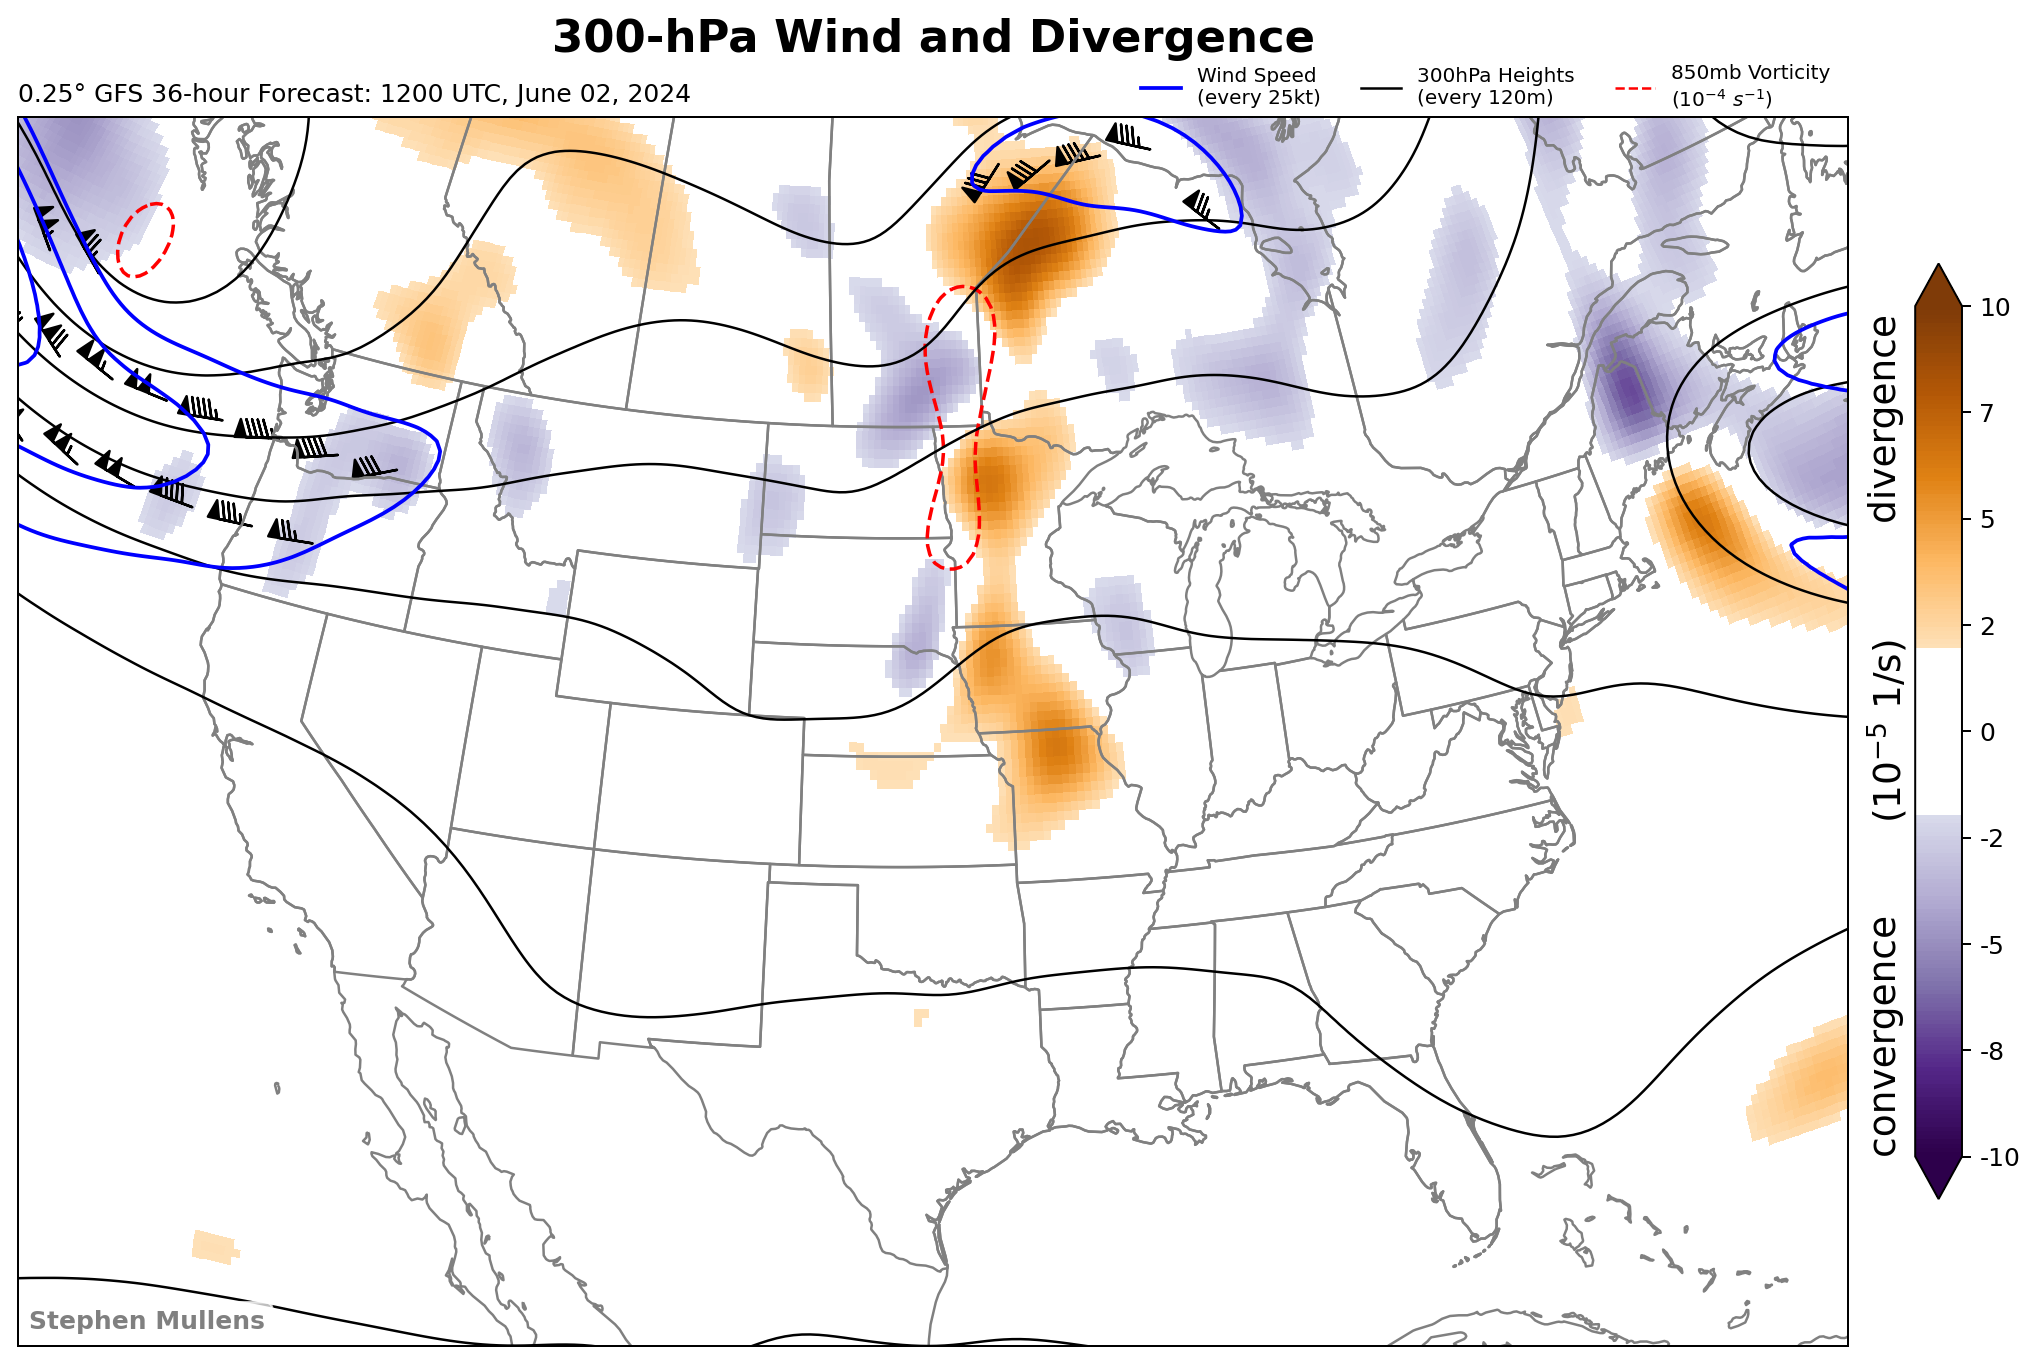 300-hPa Wind and Divergence
0.25° GFS 36-hour Forecast: 1200 UTC, June 02, 2024
Wind Speed
(every 25kt)
300hPa Heights
(every 120m)
850mb Vorticity
(10⁻⁴ s⁻¹)
10
7
5
2
0
-2
-5
-8
-10
convergence (10⁻⁵ 1/s) divergence
Stephen Mullens